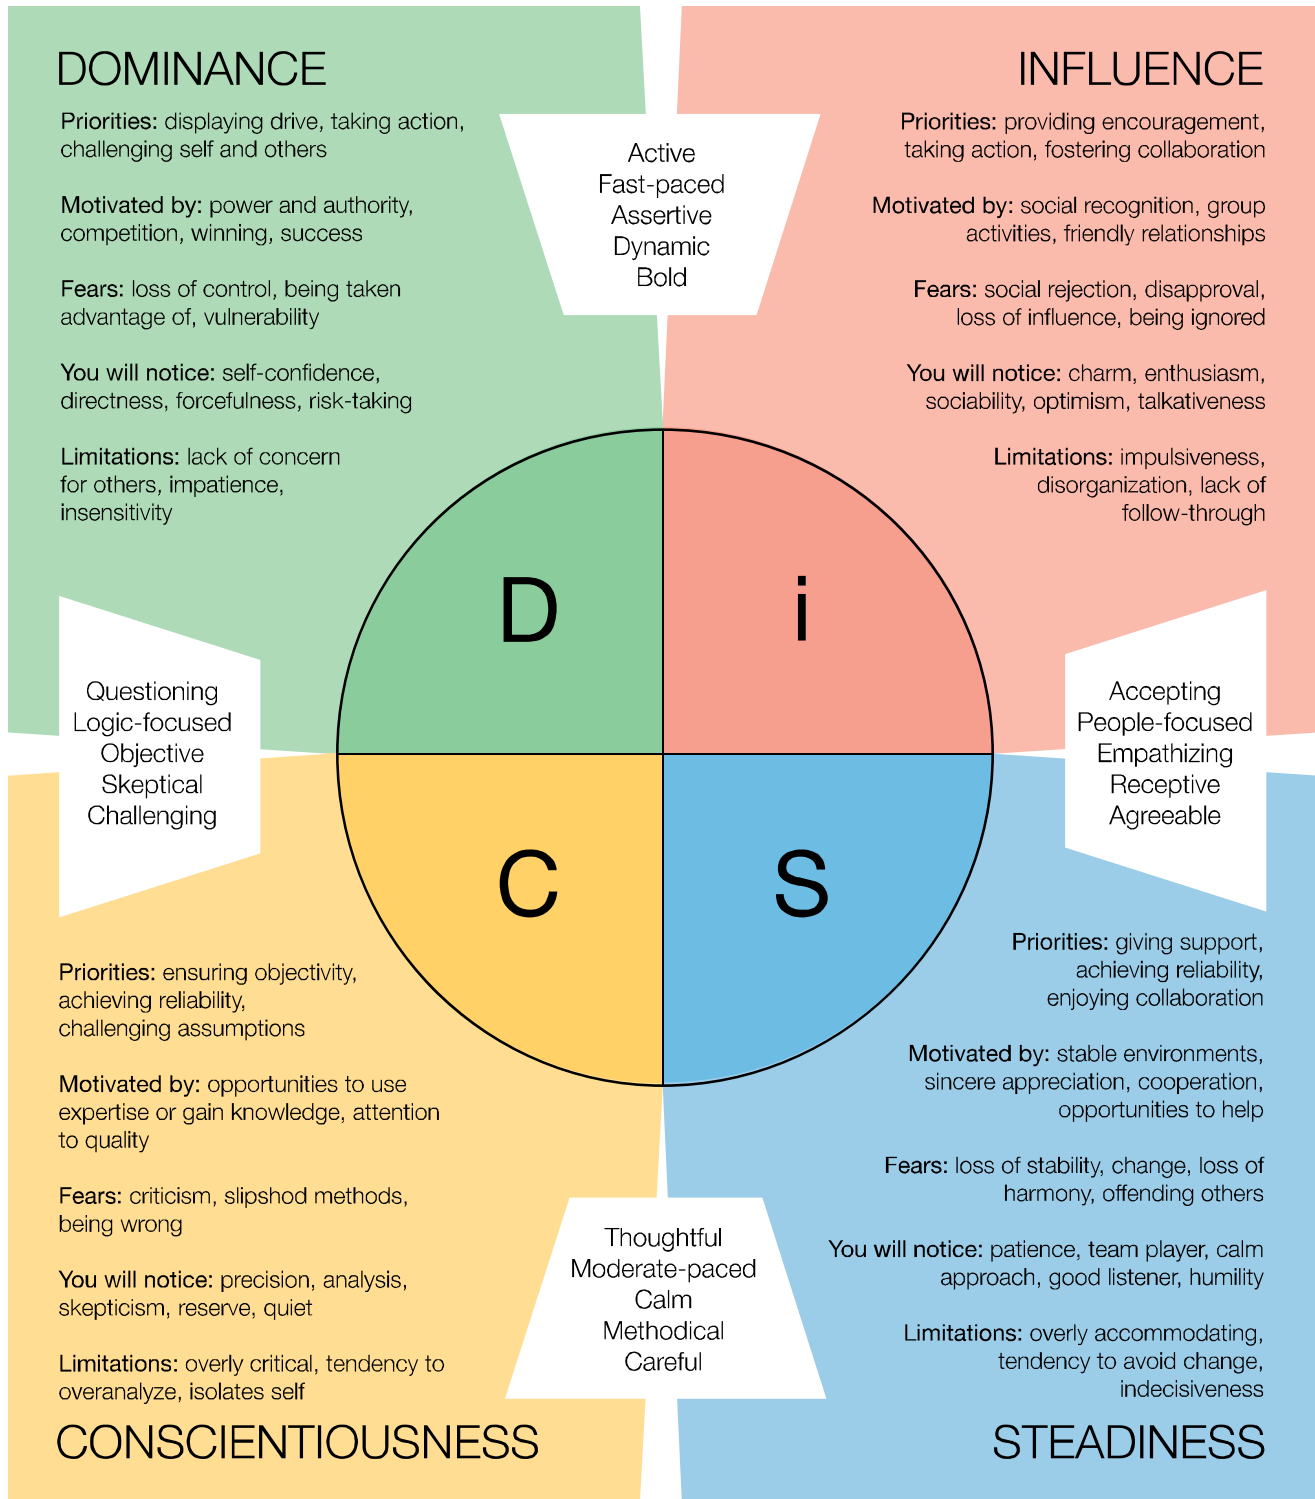 DOMINANCE
Priorities: displaying drive, taking action,
challenging self and others
Motivated by: power and authority,
competition, winning, success
Fears: loss of control, being taken
advantage of, vulnerability
You will notice: self-confidence,
directness, forcefulness, risk-taking
Limitations: lack of concern
for others, impatience,
insensitivity
Active
Fast-paced
Assertive
Dynamic
Bold
INFLUENCE
Priorities: providing encouragement,
taking action, fostering collaboration
Motivated by: social recognition, group
activities, friendly relationships
Fears: social rejection, disapproval,
loss of influence, being ignored
You will notice: charm, enthusiasm,
sociability, optimism, talkativeness
Limitations: impulsiveness,
disorganization, lack of
follow-through
D
i
Questioning
Logic-focused
Objective
Skeptical
Challenging
Accepting
People-focused
Empathizing
Receptive
Agreeable
C
S
Priorities: ensuring objectivity,
achieving reliability,
challenging assumptions
Motivated by: opportunities to use
expertise or gain knowledge, attention
to quality
Fears: criticism, slipshod methods,
being wrong
You will notice: precision, analysis,
skepticism, reserve, quiet
Limitations: overly critical, tendency to
overanalyze, isolates self
CONSCIENTIOUSNESS
Thoughtful
Moderate-paced
Calm
Methodical
Careful
Priorities: giving support,
achieving reliability,
enjoying collaboration
Motivated by: stable environments,
sincere appreciation, cooperation,
opportunities to help
Fears: loss of stability, change, loss of
harmony, offending others
You will notice: patience, team player, calm
approach, good listener, humility
Limitations: overly accommodating,
tendency to avoid change,
indecisiveness
STEADINESS